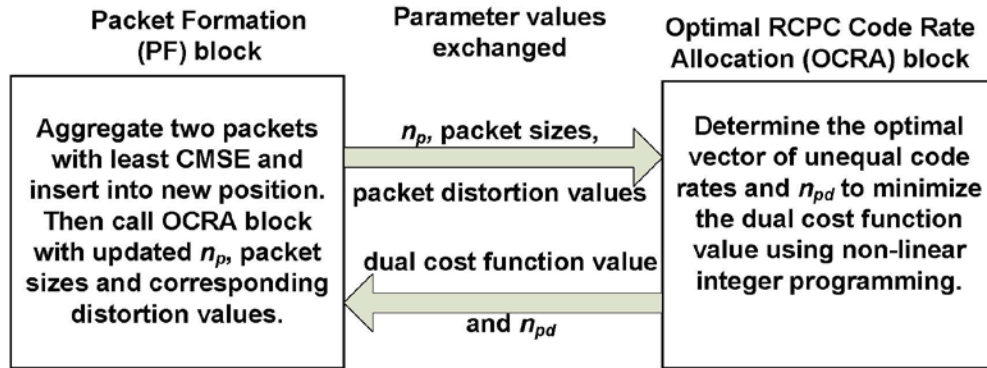 Packet Formation
(PF) block
Parameter values
exchanged
Optimal RCPC Code Rate
Allocation (OCRA) block
Aggregate two packets
with least CMSE and
insert into new position.
Then call OCRA block
with updated np, packet
sizes and corresponding
distortion values.
np, packet sizes,
packet distortion values
dual cost function value
and npd
Determine the optimal
vector of unequal code
rates and npd to minimize
the dual cost function
value using non-linear
integer programming.